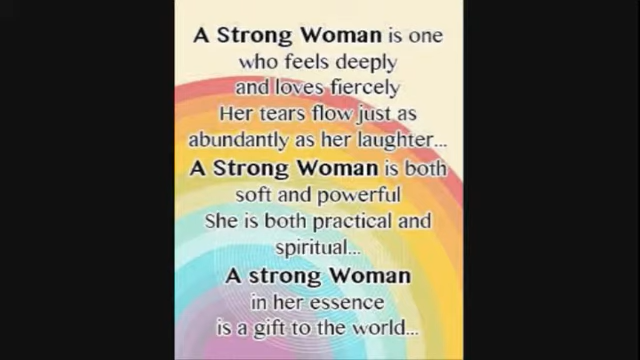 A Strong Woman is one
who feels deeply
and loves fiercely
Her tears flow just as
abundantly as her laughter...
A Strong Woman is both
soft and powerful
She is both practical and
spiritual...
A strong Woman
in her essence
is a gift to the world...